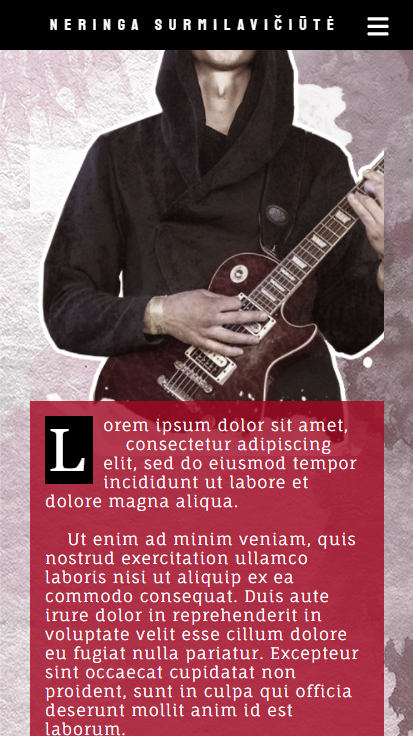 NERINGA SURMILAVIČIŪTĖ
Lorem ipsum dolor sit amet,
consectetur adipiscing
elit, sed do eiusmod tempor
incididunt ut labore et
dolore magna aliqua.
Ut enim ad minim veniam, quis
nostrud exercitation ullamco
laboris nisi ut aliquip ex ea
commodo consequat. Duis aute
irure dolor in reprehenderit in
voluptate velit esse cillum dolore
eu fugiat nulla pariatur. Excepteur
sint occaecat cupidatat non
proident, sunt in culpa qui officia
deserunt mollit anim id est
laborum.